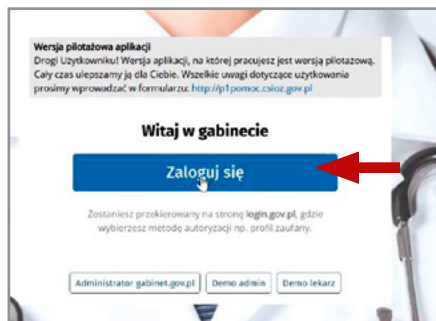 Wersja pilotażowa aplikacji
Drogi Użytkowniku! Wersja aplikacji, na której pracujesz jest wersją pilotażową.
Cały czas ulepszamy ją dla Ciebie. Wszelkie uwagi dotyczące użytkowania
prosimy wprowadzać w formularzu: http://p1pomoc.csioz.gov.pl
Witaj w gabinecie
Zaloguj się
Zostaniesz przekierowany na stronę login.gov.pl, gdzie
wybierzesz metodę autoryzacji np. profil zaufany.
Administrator gabinet.gov.pl Demo admin Demo lekarz